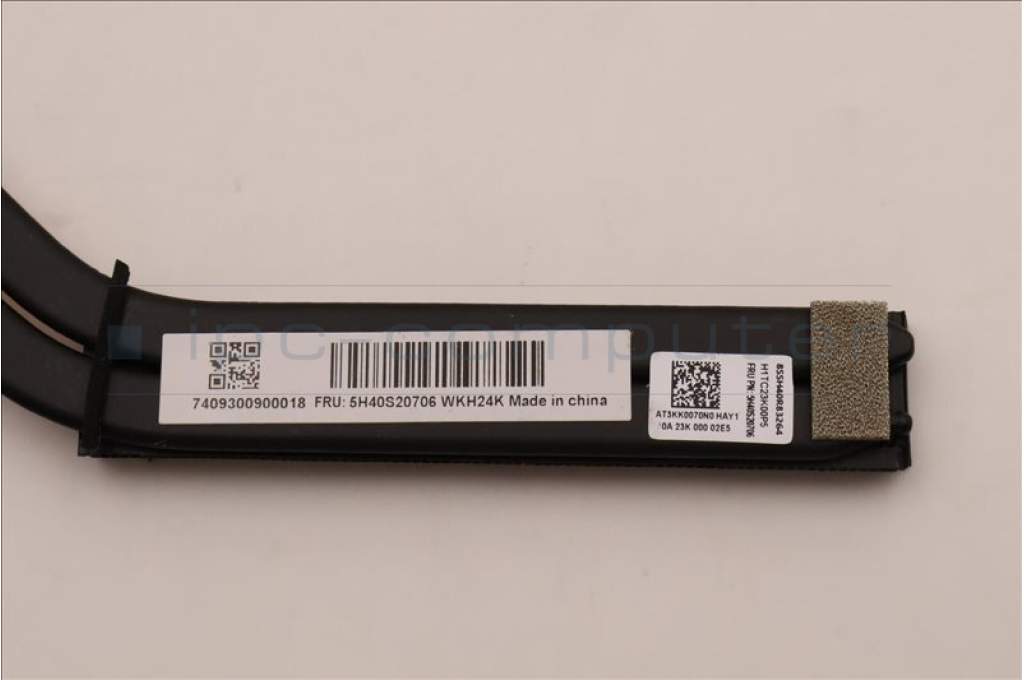 ipc-computer
7409300900018 FRU: 5H40S20706 WKH24K Made in china
AT3KK0070N0 HAY1
0A 23K 000 02E5
8SSH40R83264
H1TC23K00P5
FRU PN: 5H40S20706